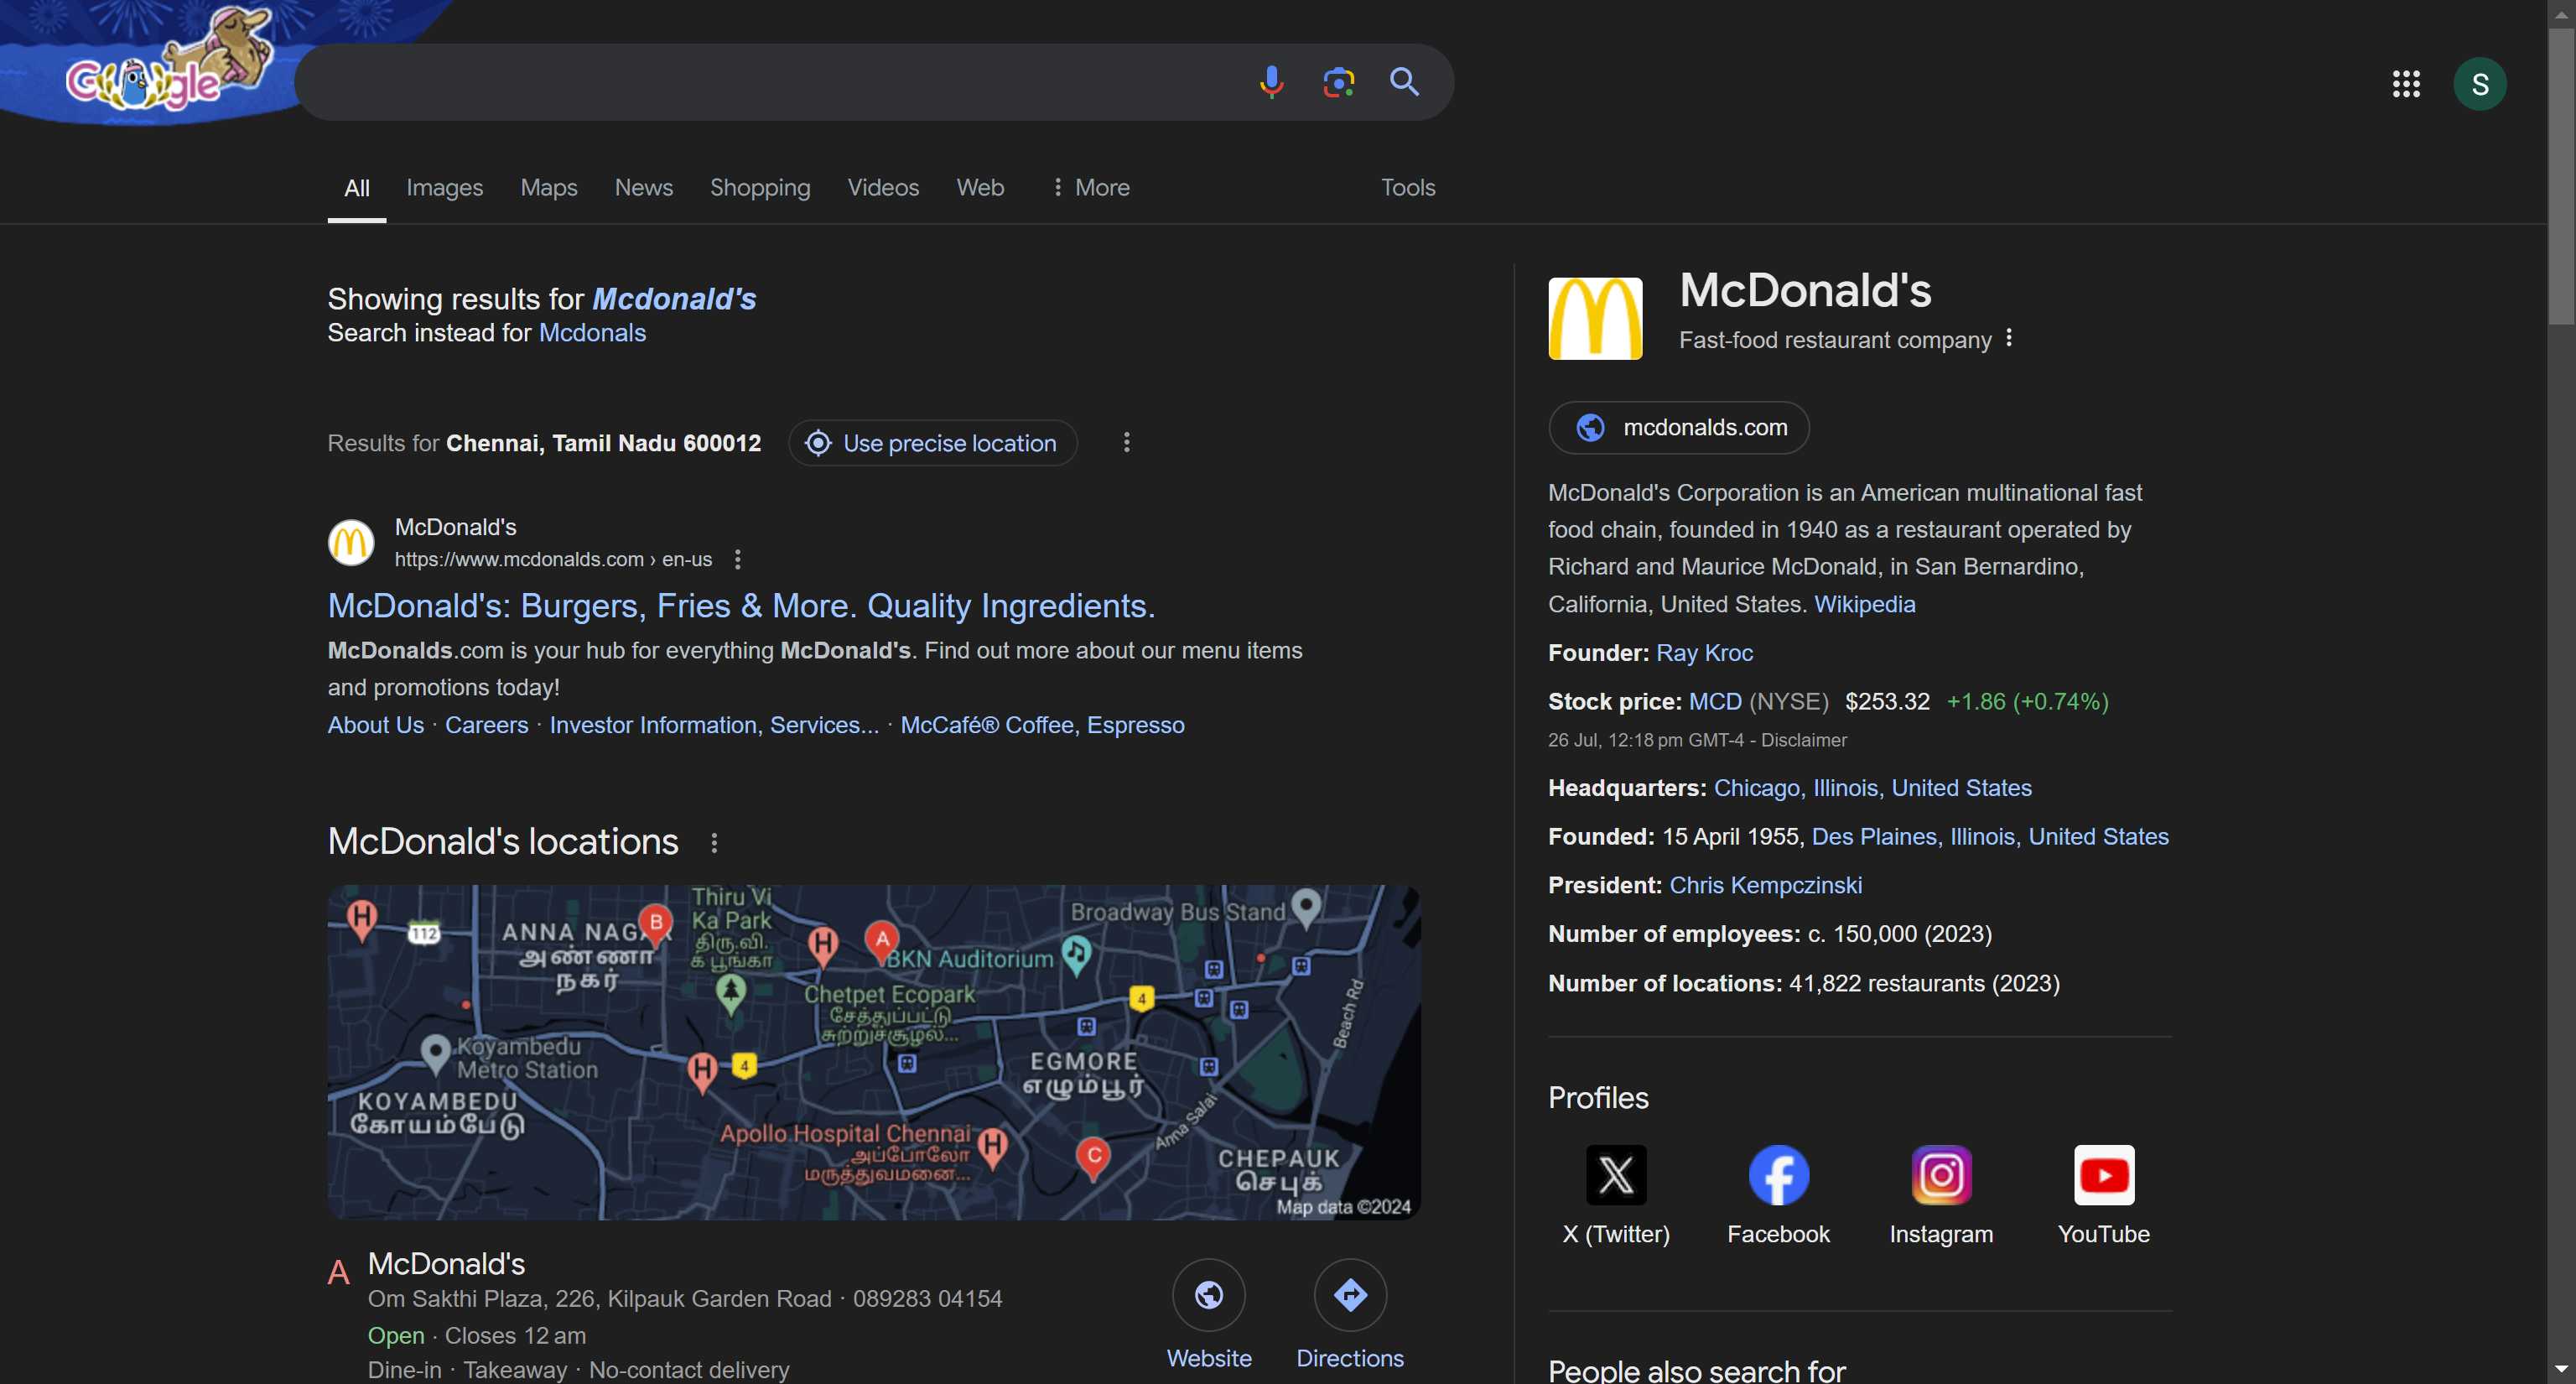 Google
S
All
Images
Maps
News
Shopping
Videos
Web
More
Tools
Showing results for Mcdonald's
Search instead for Mcdonals
Results for Chennai, Tamil Nadu 600012
Use precise location
McDonald's
https://www.mcdonalds.com › en-us
McDonald's: Burgers, Fries & More. Quality Ingredients.
McDonalds.com is your hub for everything McDonald's. Find out more about our menu items
and promotions today!
About Us · Careers · Investor Information, Services... · McCafé® Coffee, Espresso
McDonald's locations
H
112
ANNA NAGA
அண்ணா
நகர்
B
Thiru Vi
Ka Park
திரு.வி.
க பூங்கா
H
A
BKN Auditorium
Broadway Bus Stand
Chetpet Ecopark
சேத்துப்பட்டு
சுற்றுச்சூழல்...
4
Beach Rd
Koyambedu
Metro Station
H
4
EGMORE
எழும்பூர்
KOYAMBEDU
கோயம்பேடு
Anna Salai
Apollo Hospital Chennai
அப்போலோ
மருத்துவமனை...
H
C
CHEPAUK
செபுக்
Map data ©2024
A
McDonald's
Om Sakthi Plaza, 226, Kilpauk Garden Road · 089283 04154
Open · Closes 12 am
Dine-in · Takeaway · No-contact delivery
Website
Directions
McDonald's
Fast-food restaurant company
mcdonalds.com
McDonald's Corporation is an American multinational fast
food chain, founded in 1940 as a restaurant operated by
Richard and Maurice McDonald, in San Bernardino,
California, United States. Wikipedia
Founder: Ray Kroc
Stock price: MCD (NYSE) $253.32 +1.86 (+0.74%)
26 Jul, 12:18 pm GMT-4 - Disclaimer
Headquarters: Chicago, Illinois, United States
Founded: 15 April 1955, Des Plaines, Illinois, United States
President: Chris Kempczinski
Number of employees: c. 150,000 (2023)
Number of locations: 41,822 restaurants (2023)
Profiles
X (Twitter)
Facebook
Instagram
YouTube
People also search for